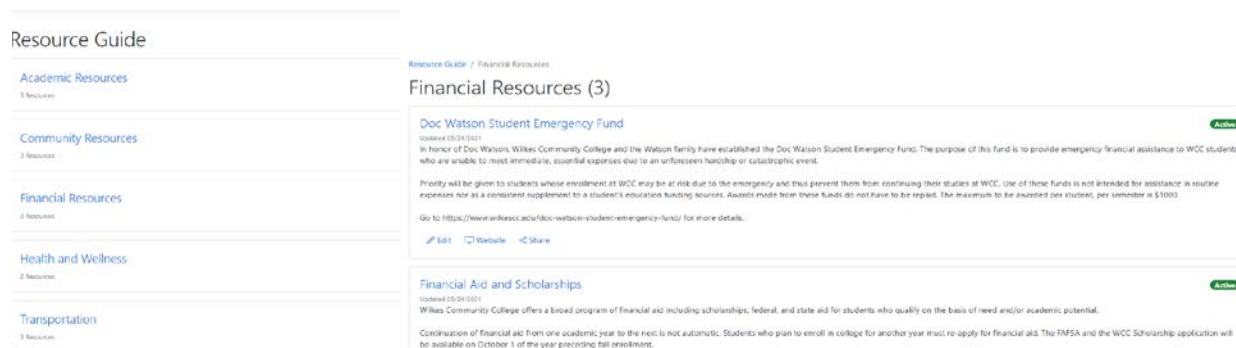 Resource Guide
Academic Resources
Resources
Community Resources
Resources
Financial Resources
Resources
Health and Wellness
2 Resources
Transportation
Resources
Resource Guide / Financial Resources
Financial Resources (3)
Doc Watson Student Emergency Fund
Active
Updated 05/24/2021
In honor of Doc Watson, Wilkes Community College and the Watson family have established the Doc Watson Student Emergency Fund. The purpose of this fund is to provide emergency financial assistance to WCC students
who are unable to meet immediate, essential expenses due to an unforeseen hardship or catastrophic event.
Priority will be given to students whose enrollment at WCC may be at risk due to the emergency and thus prevent them from continuing their studies at WCC. Use of these funds is not intended for assistance in routine
expenses nor as a consistent supplement to a student's education funding sources. Awards made from these funds do not have to be repaid. The maximum to be awarded per student, per semester is $1000.
Go to https://www.wilkescc.edu/doc-watson-student-emergency-fund/ for more details.
Edit Website Share
Financial Aid and Scholarships
Active
Updated
Wilkes Community College offers a broad program of financial aid including scholarships, federal, and state aid for students who qualify on the basis of need and/or academic potential.
Continuation of financial aid from one academic year to the next is not automatic. Students who plan to enroll in college for another year must re-apply for financial aid. The FAFSA and the WCC Scholarship application will
be available on October 1 of the year preceding fall enrollment.